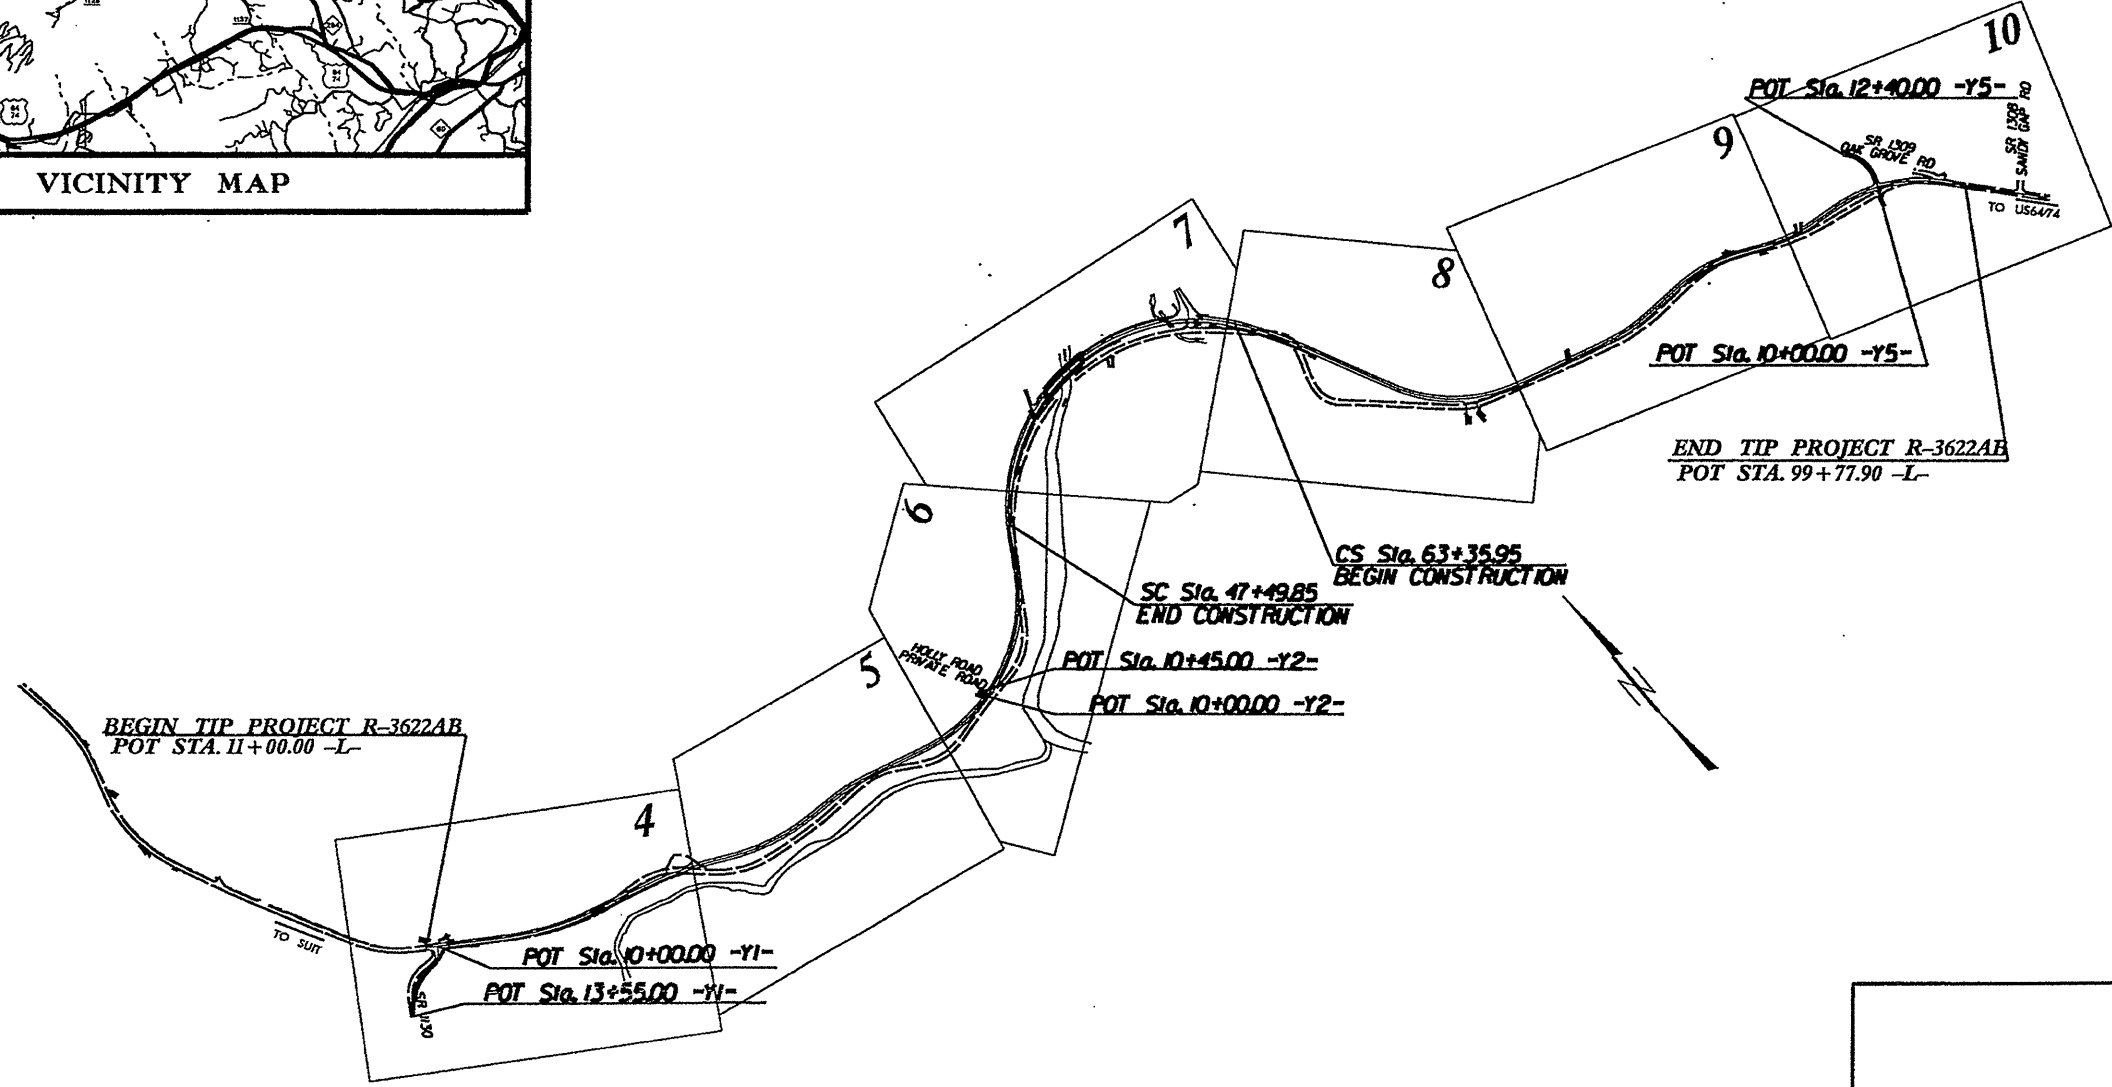 1137
294
60
VICINITY MAP
10
POT Sta. 12+40.00 -Y5-
SR 1308
SANDY GAP RD
9
SR 1309
OAK GROVE RD
TO US64/74
7
8
POT Sta. 10+00.00 -Y5-
END TIP PROJECT R-3622AB
POT STA. 99+77.90 -L-
6
CS Sta. 63+35.95
BEGIN CONSTRUCTION
SC Sta. 47+49.85
END CONSTRUCTION
5
HOLLY ROAD
PRIVATE ROAD
POT Sta. 10+45.00 -Y2-
POT Sta. 10+00.00 -Y2-
BEGIN TIP PROJECT R-3622AB
POT STA. 11+00.00 -L-
4
TO SUIT
POT Sta. 10+00.00 -Y1-
POT Sta. 13+55.00 -Y1-
SR 1130